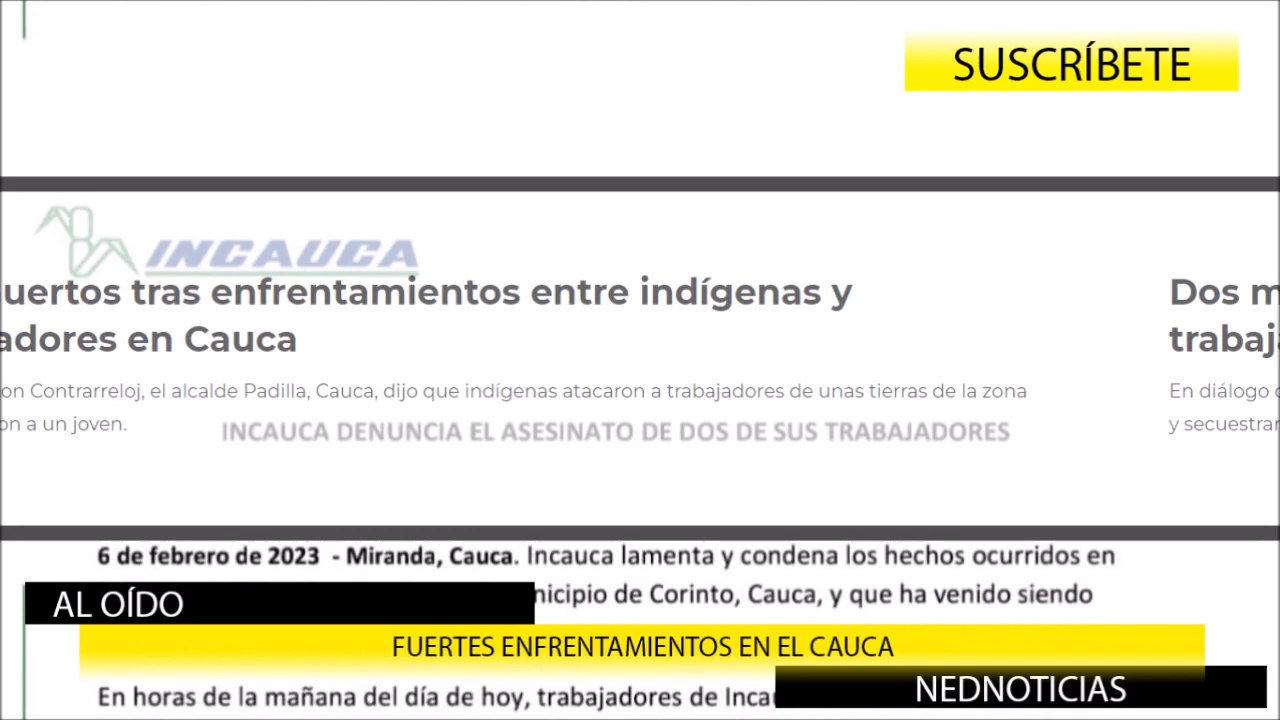 SUSCRÍBETE
INCAUCA
uertos tras enfrentamientos entre indígenas y
adores en Cauca
on Contrarreloj, el alcalde Padilla, Cauca, dijo que indígenas atacaron a trabajadores de unas tierras de la zona
on a un joven.
Dos m
trabaja
En diálogo c
y secuestrar
INCAUCA DENUNCIA EL ASESINATO DE DOS DE SUS TRABAJADORES
6 de febrero de 2023 - Miranda, Cauca. Incauca lamenta y condena los hechos ocurridos en
nicipio de Corinto, Cauca, y que ha venido siendo
AL OÍDO
FUERTES ENFRENTAMIENTOS EN EL CAUCA
En horas de la mañana del día de hoy, trabajadores de Incau
NEDNOTICIAS